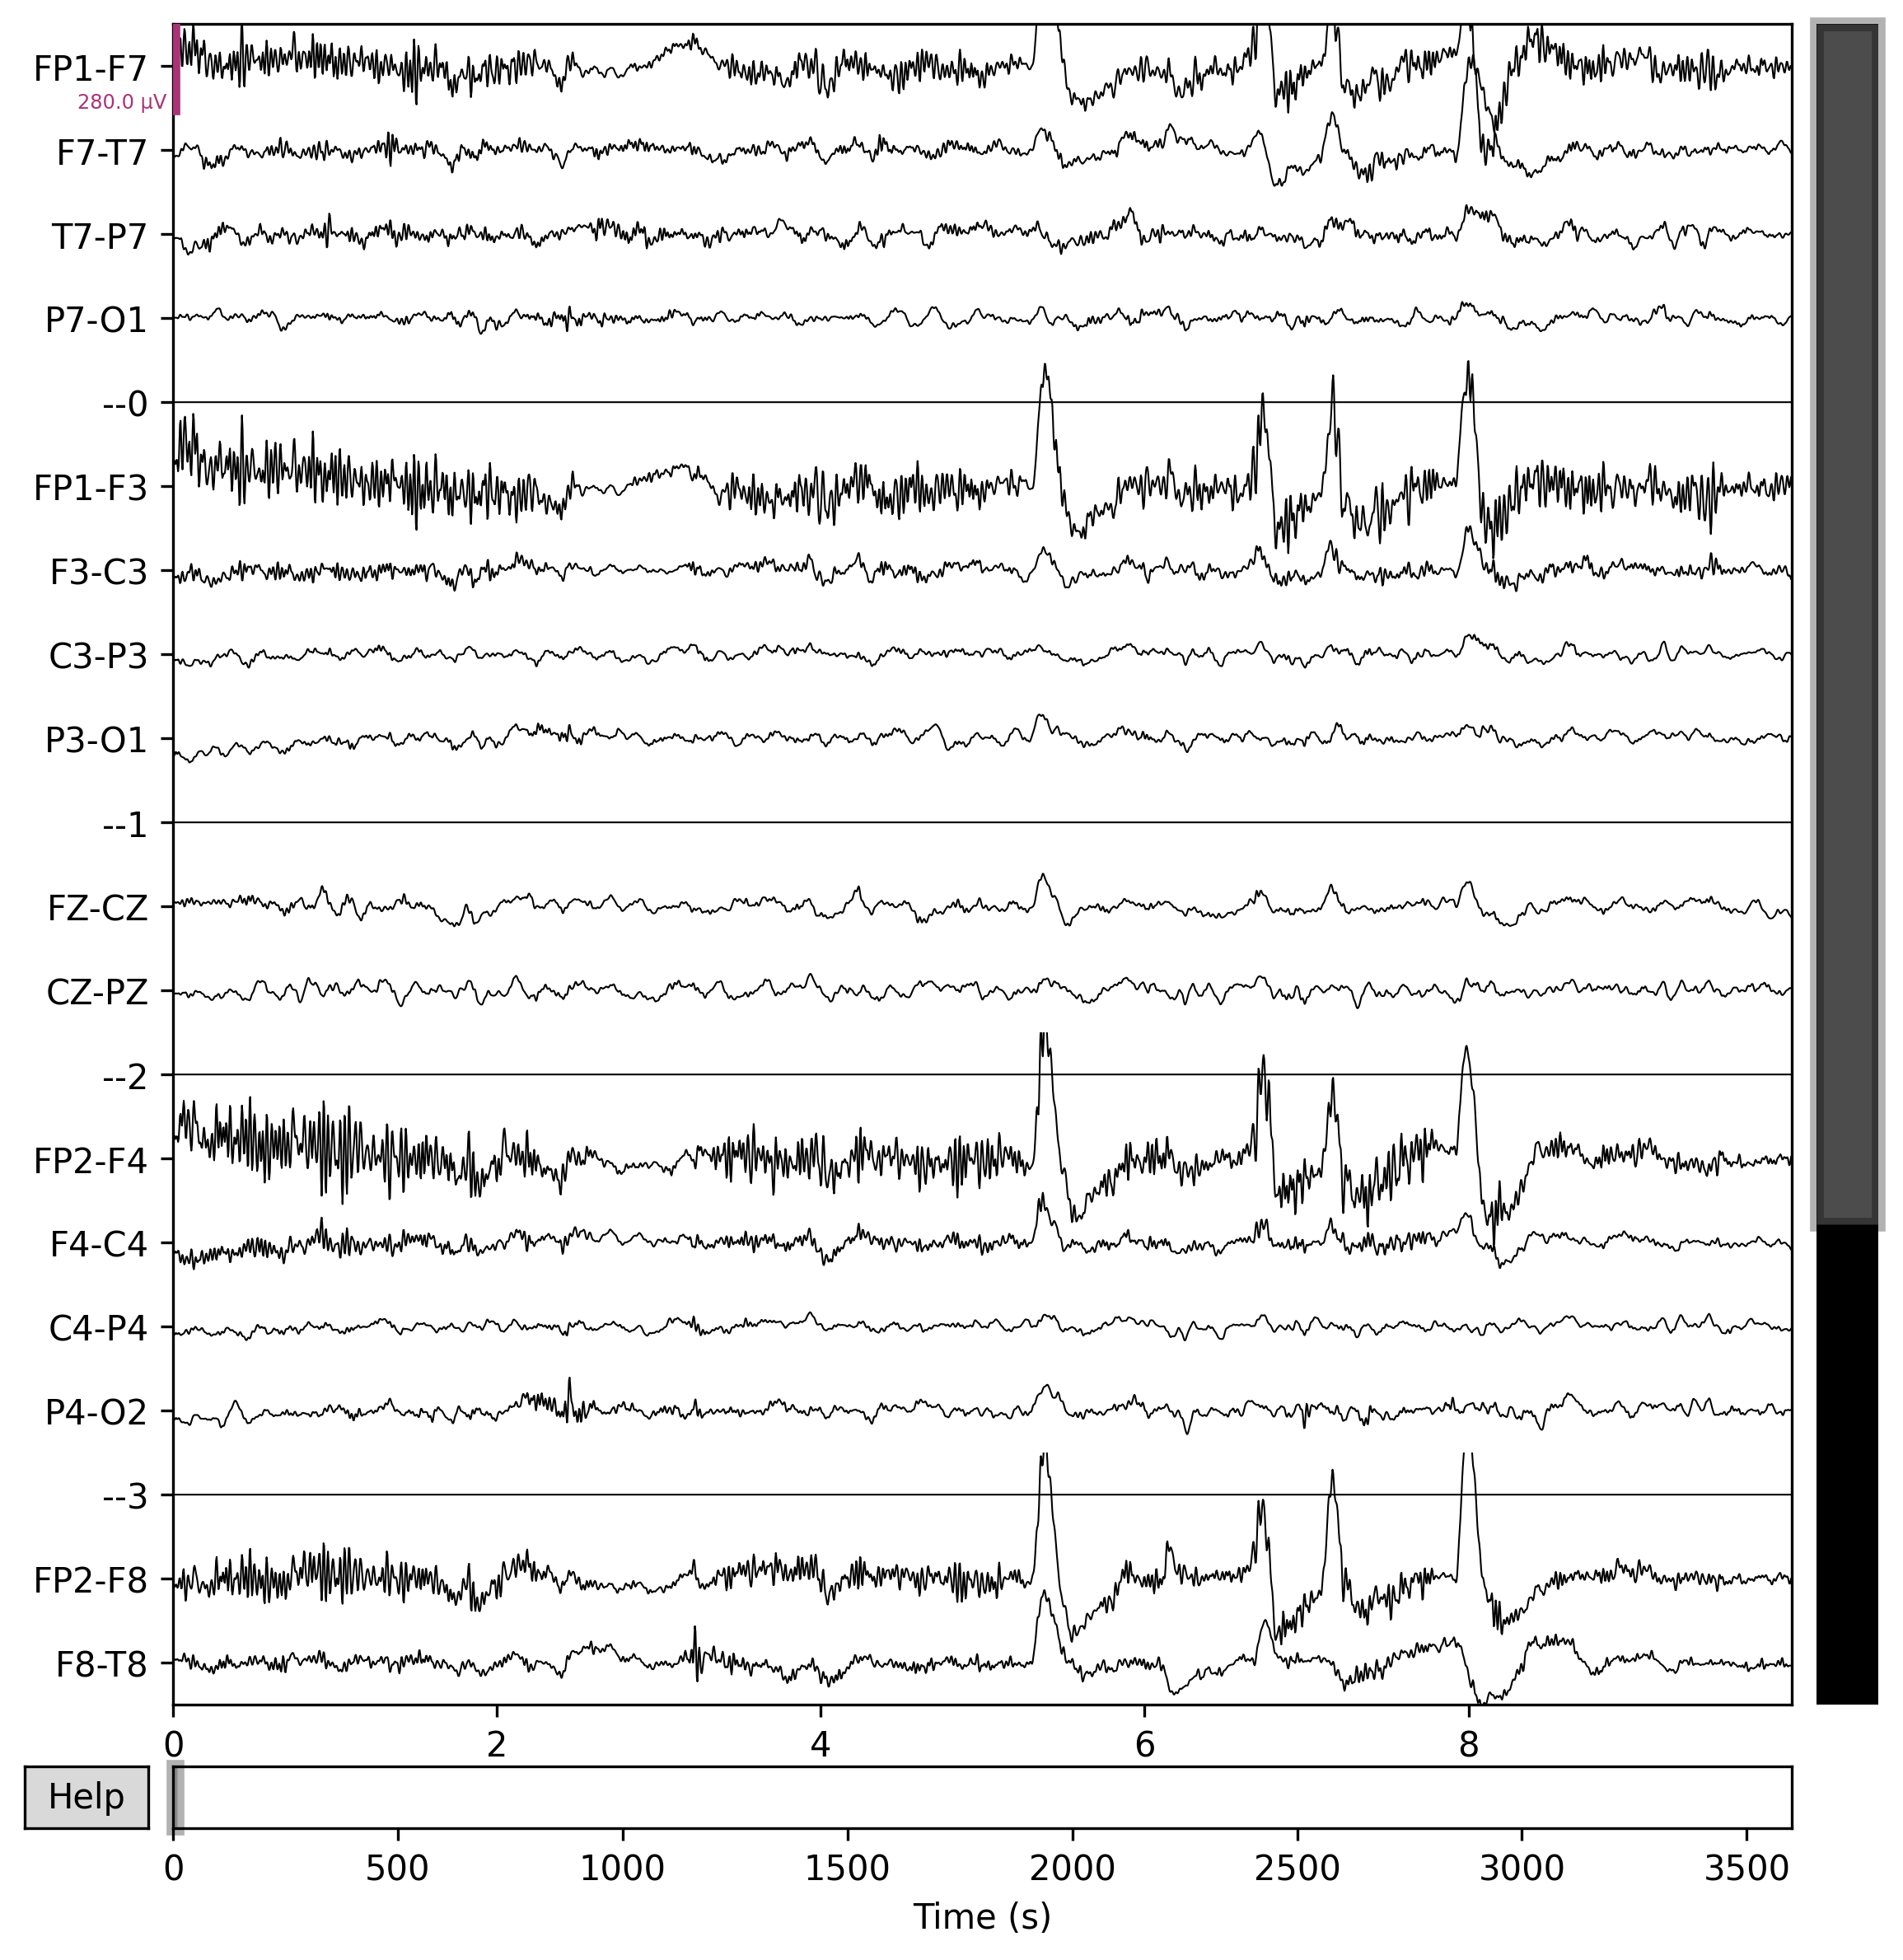 FP1-F7
280.0 µV
F7-T7
T7-P7
P7-O1
--0
FP1-F3
F3-C3
C3-P3
P3-O1
--1
FZ-CZ
CZ-PZ
--2
FP2-F4
F4-C4
C4-P4
P4-O2
--3
FP2-F8
F8-T8
0 2 4 6 8
Help
0 500 1000 1500 2000 2500 3000 3500
Time (s)